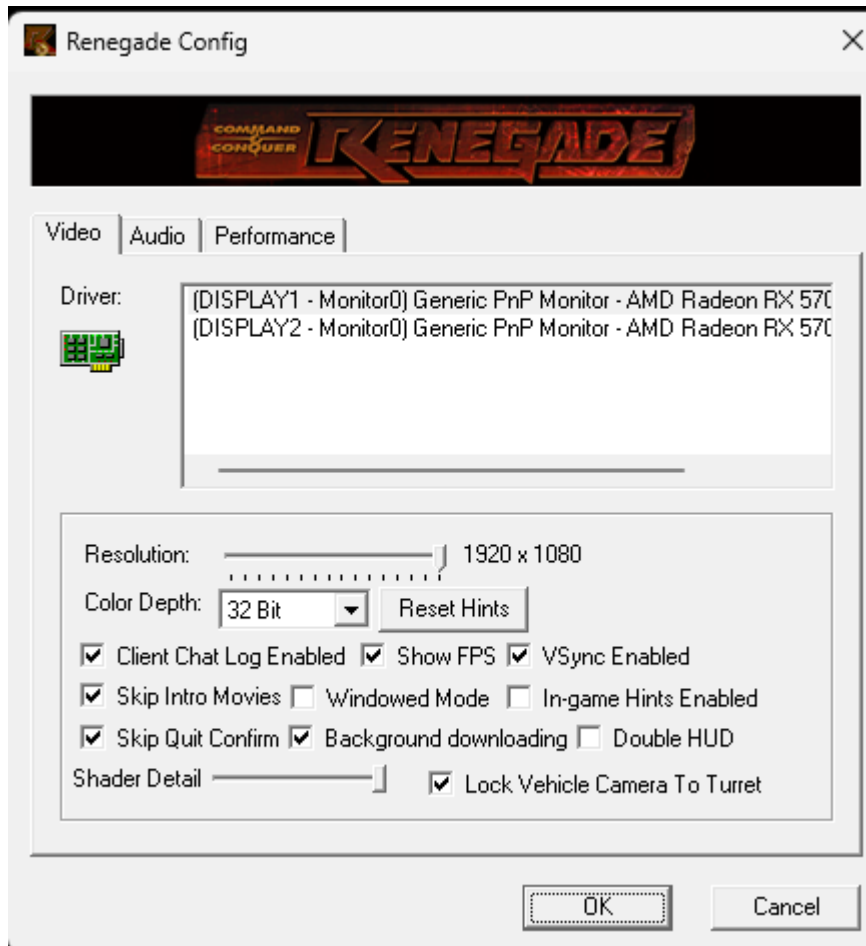 Renegade Config
COMMAND & CONQUER RENEGADE
Video Audio Performance
Driver:
(DISPLAY1 - Monitor0) Generic PnP Monitor - AMD Radeon RX 570
(DISPLAY2 - Monitor0) Generic PnP Monitor - AMD Radeon RX 570
Resolution: 1920 x 1080
Color Depth: 32 Bit Reset Hints
Client Chat Log Enabled Show FPS VSync Enabled
Skip Intro Movies Windowed Mode In-game Hints Enabled
Skip Quit Confirm Background downloading Double HUD
Shader Detail Lock Vehicle Camera To Turret
OK Cancel